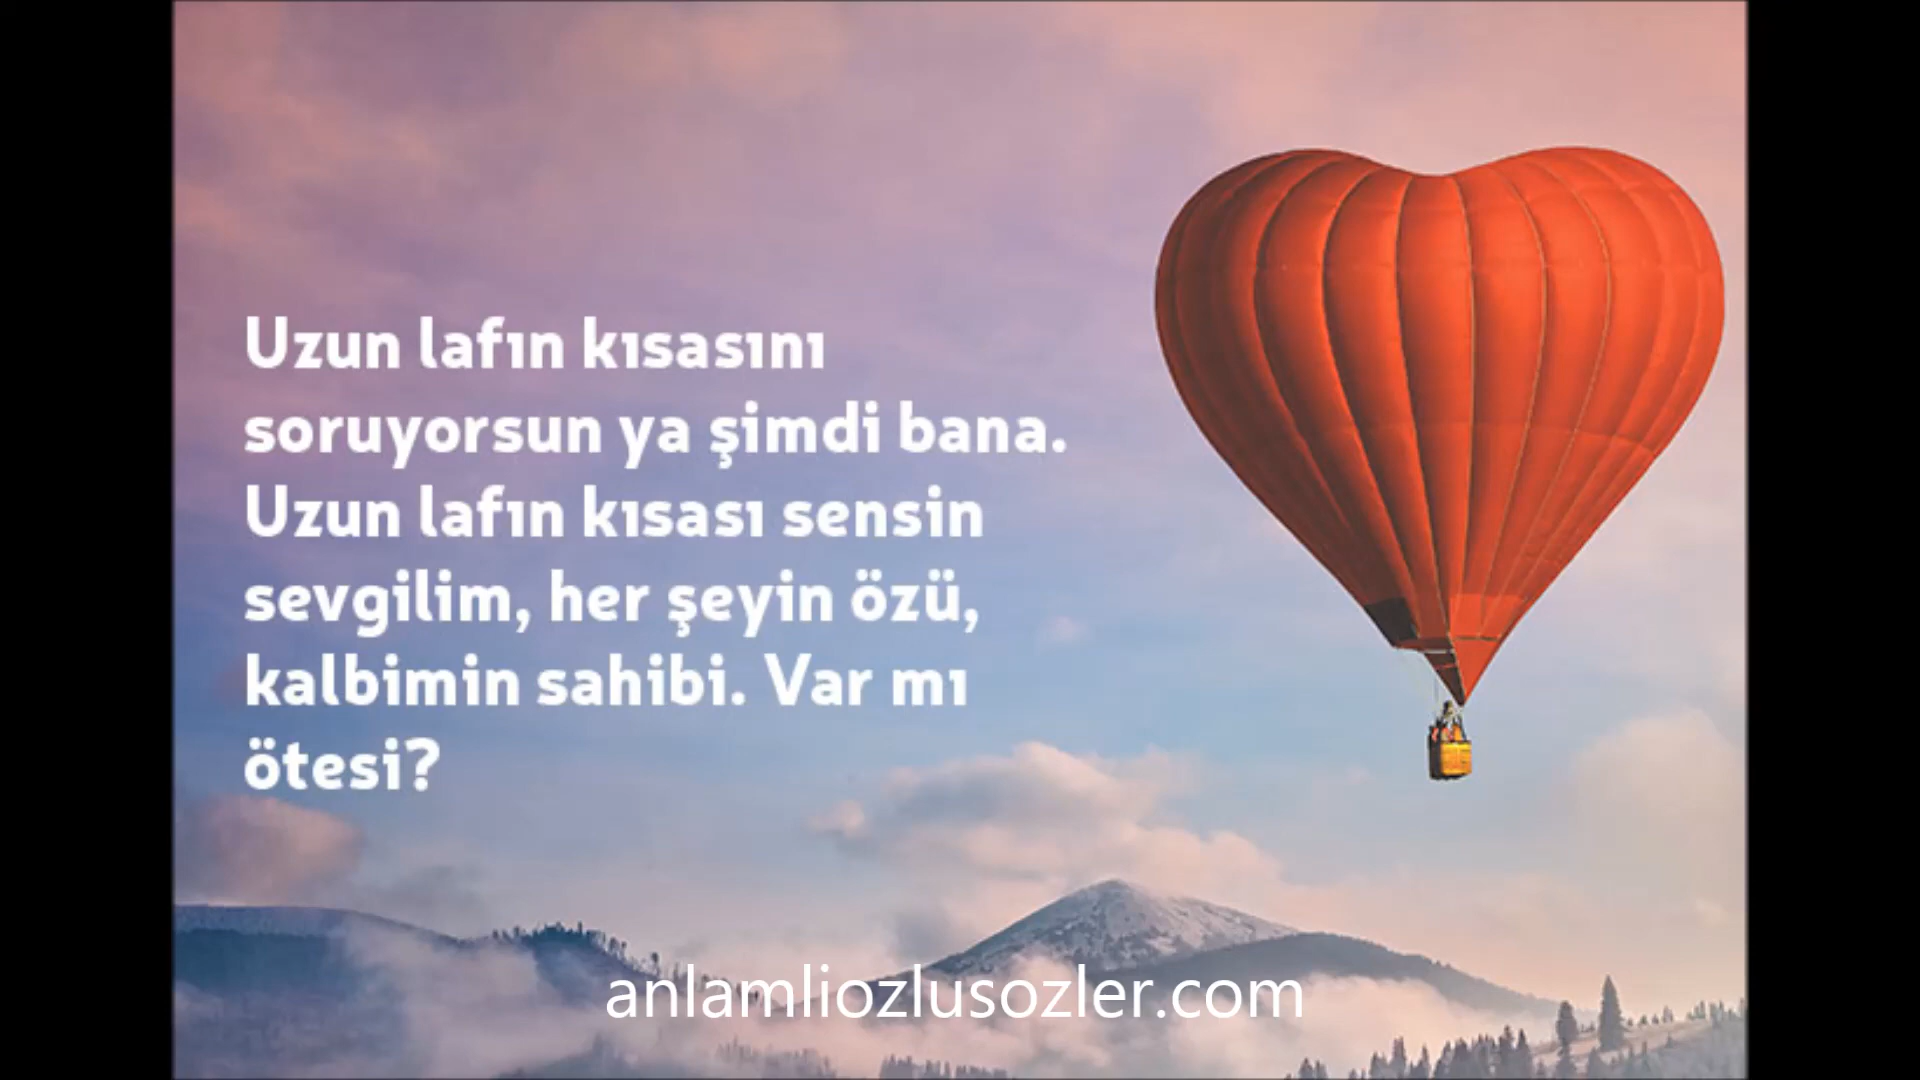 Uzun lafın kısasını
soruyorsun ya şimdi bana.
Uzun lafın kısası sensin
sevgilim, her şeyin özü,
kalbimin sahibi. Var mı
ötesi?
anlamliozlusozler.com